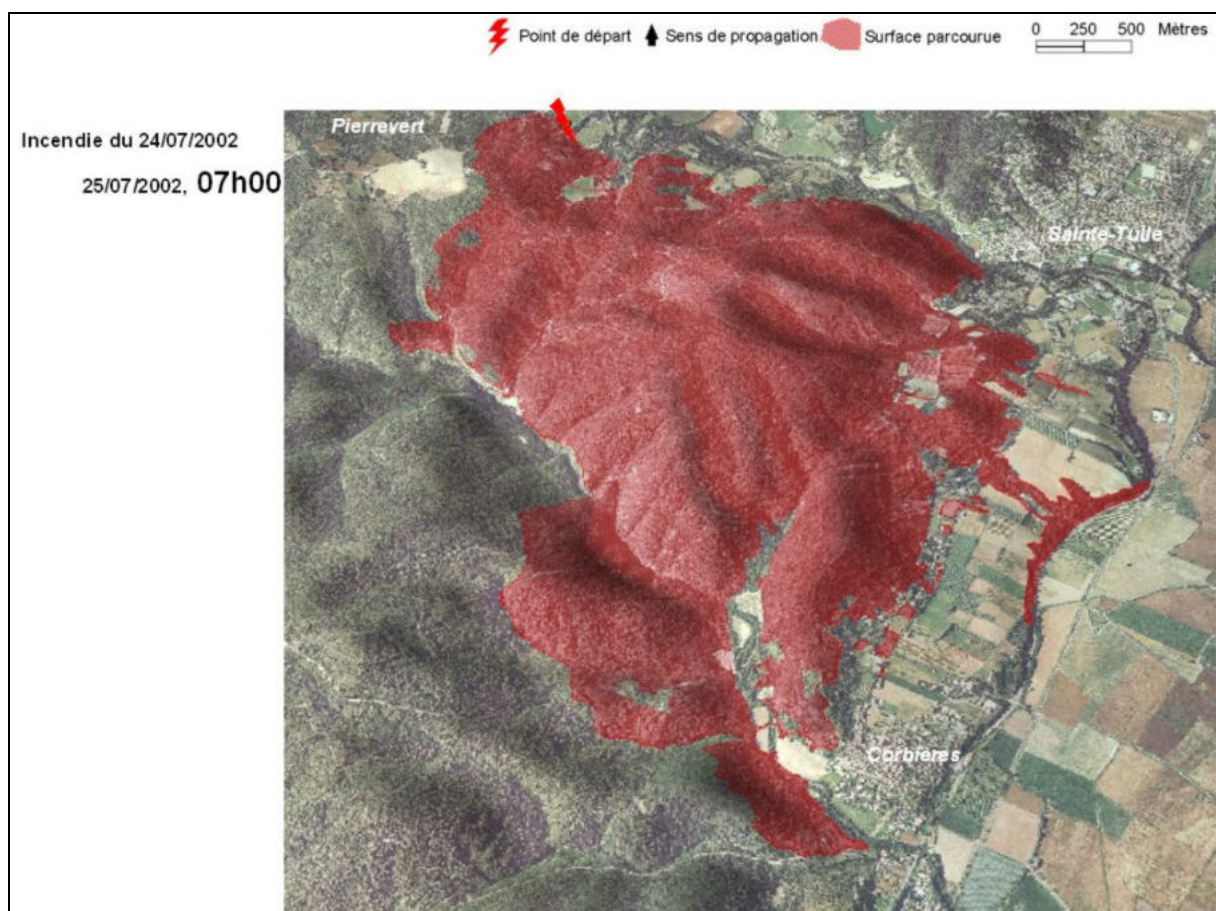 Point de départ Sens de propagation Surface parcourue 0 250 500 Mètres
Pierrevert
Incendie du 24/07/2002
25/07/2002, 07h00
Sainte-Tulle
Corbières